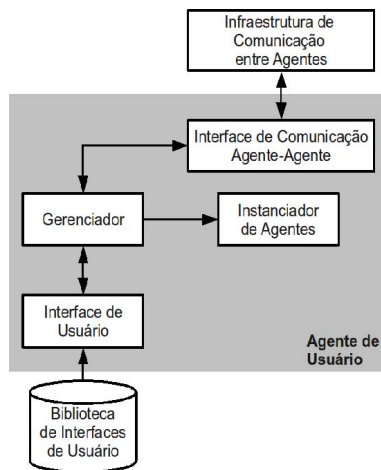 Infraestrutura de
Comunicação
entre Agentes
Interface de Comunicação
Agente-Agente
Gerenciador
Instanciador
de Agentes
Interface de
Usuário
Agente de
Usuário
Biblioteca
de Interfaces
de Usuário